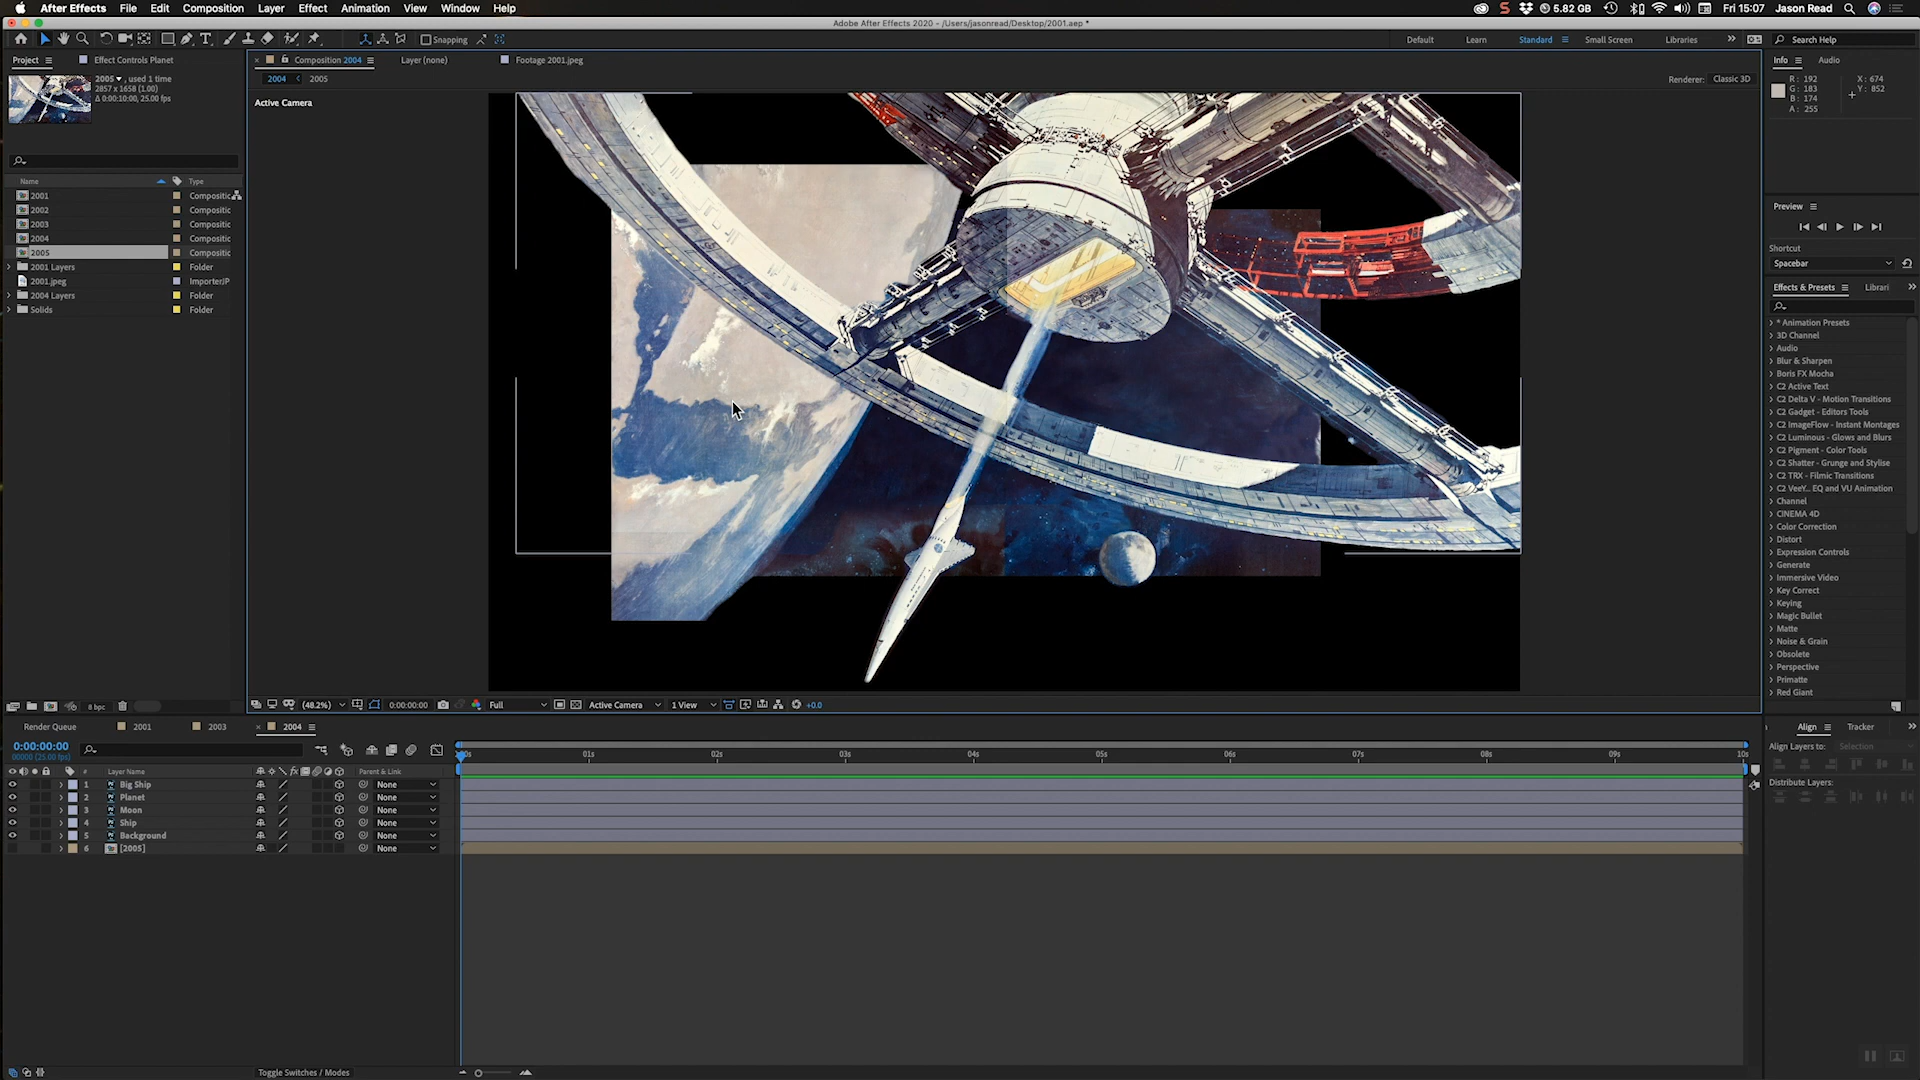 After Effects File Edit Composition Layer Effect Animation View Window Help
5.82 GB Fri 15:07 Jason Read
Adobe After Effects 2020 - /Users/jasonread/Desktop/2001.aep *
Snapping
Default Learn Standard Small Screen Libraries Search Help
Project Effect Controls Planet
2005 , used 1 time
2857 x 1658 (1.00)
Δ 0:00:10:00, 25.00 fps
Name Type
2001 Compositic
2002 Compositic
2003 Compositic
2004 Compositic
2005 Compositic
2001 Layers Folder
2001.jpeg ImporterJP
2004 Layers Folder
Solids Folder
8 bpc
Composition 2004 Layer (none) Footage 2001.jpeg
2004 2005
Renderer: Classic 3D
Active Camera
(48.2%) 0:00:00:00 Full Active Camera 1 View +0.0
Info Audio
R : 192 X : 674
G : 183 Y : 852
B : 174
A : 255
Preview
Shortcut
Spacebar
Effects & Presets Librari
* Animation Presets
3D Channel
Audio
Blur & Sharpen
Boris FX Mocha
C2 Active Text
C2 Delta V - Motion Transitions
C2 Gadget - Editors Tools
C2 ImageFlow - Instant Montages
C2 Luminous - Glows and Blurs
C2 Pigment - Color Tools
C2 Shatter - Grunge and Stylise
C2 TRX - Filmic Transitions
C2 VeeY.. EQ and VU Animation
Channel
CINEMA 4D
Color Correction
Distort
Expression Controls
Generate
Immersive Video
Key Correct
Keying
Magic Bullet
Matte
Noise & Grain
Obsolete
Perspective
Primatte
Red Giant
Render Queue 2001 2003 2004
0:00:00:00
00000 (25.00 fps)
# Layer Name Parent & Link
1 Big Ship None
2 Planet None
3 Moon None
4 Ship None
5 Background None
6 [2005] None
01s 02s 03s 04s 05s 06s 07s 08s 09s 10s
Toggle Switches / Modes
Align Tracker
Align Layers to: Selection
Distribute Layers: